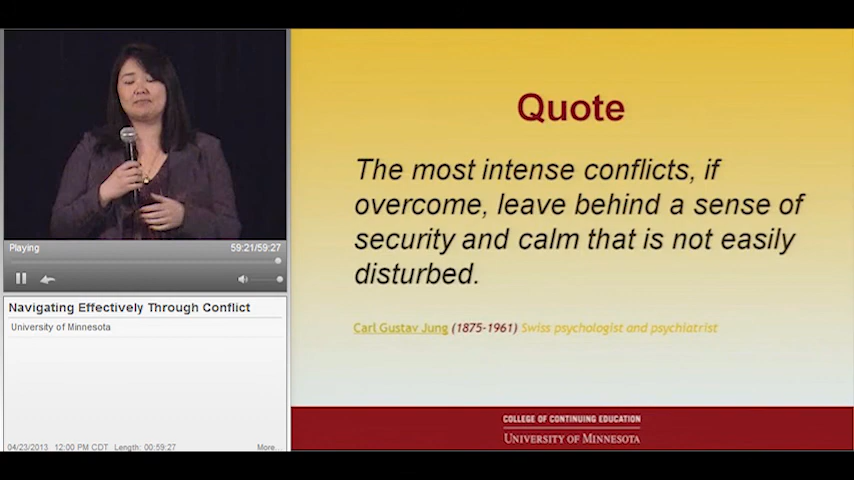 Quote
The most intense conflicts, if
overcome, leave behind a sense of
security and calm that is not easily
disturbed.
Carl Gustav Jung (1875-1961) Swiss psychologist and psychiatrist
Playing 59:21/59:27
Navigating Effectively Through Conflict
University of Minnesota
04/23/2013 12:00 PM CDT Length: 00:59:27 More...
COLLEGE OF CONTINUING EDUCATION
UNIVERSITY OF MINNESOTA